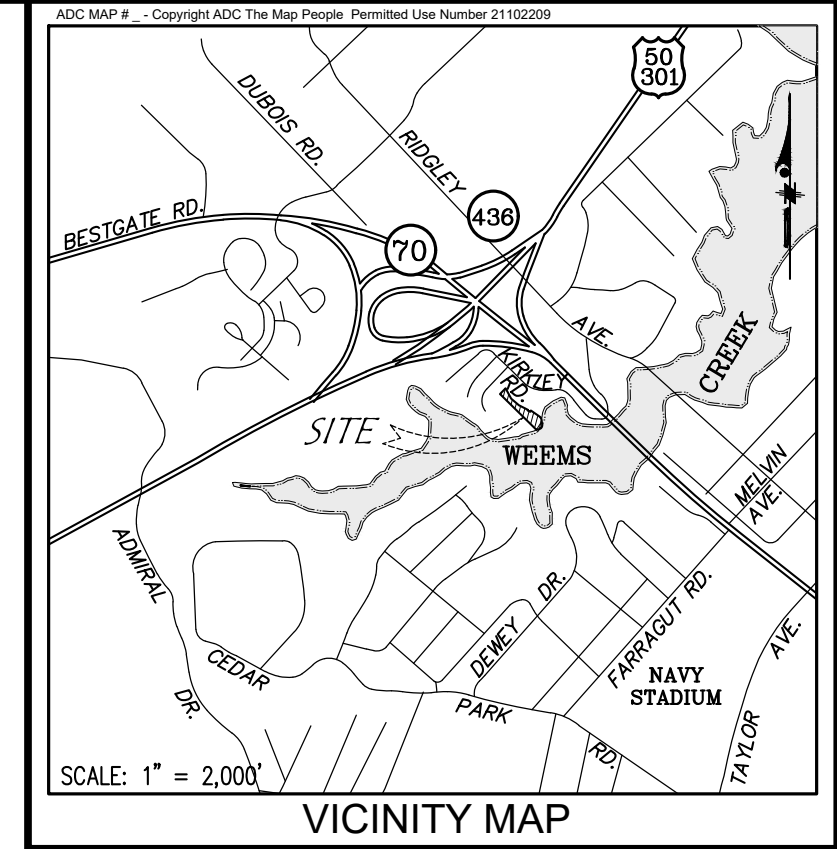 ADC MAP # _ - Copyright ADC The Map People Permitted Use Number 21102209
50
301
DUBOIS RD.
RIDGLEY
436
BESTGATE RD.
70
AVE.
CREEK
KIRKLEY
RD.
SITE
WEEMS
MELVIN
AVE.
ADMIRAL
DR.
DEWEY
FARRAGUT RD.
AVE.
CEDAR
NAVY
STADIUM
DR.
PARK
TAYLOR
RD.
SCALE: 1" = 2,000'
VICINITY MAP